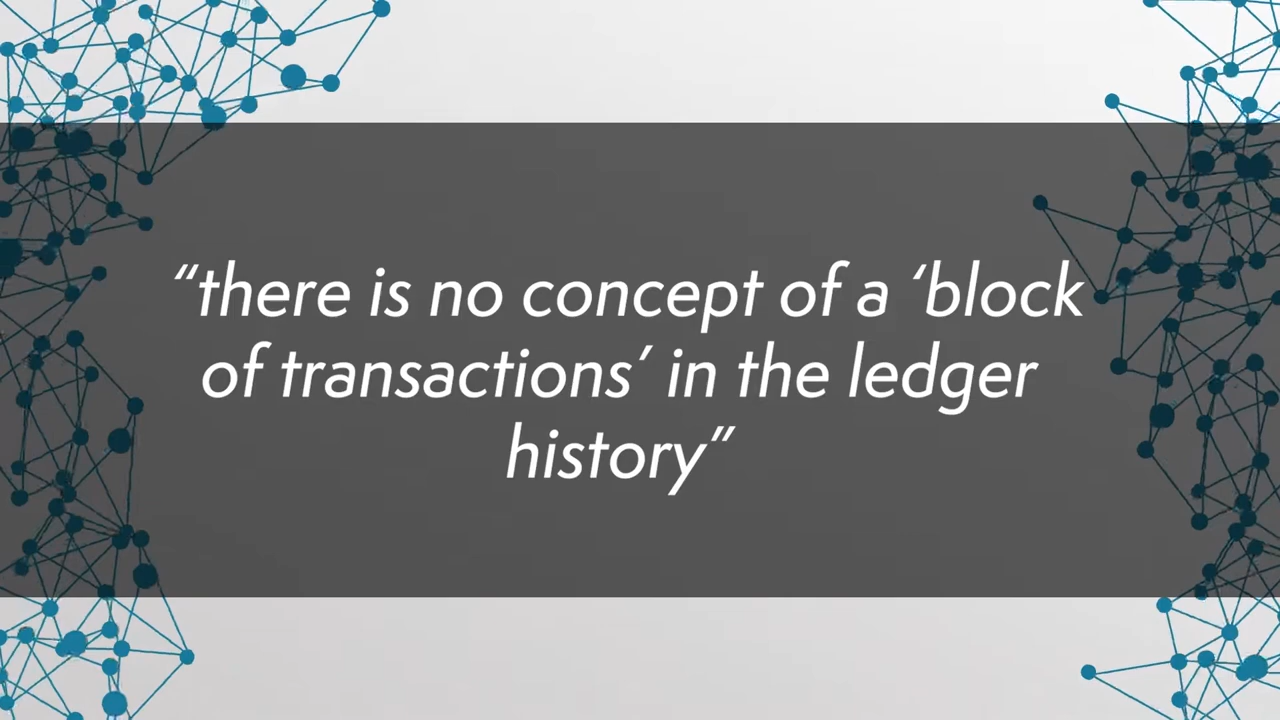 “there is no concept of a ‘block
of transactions’ in the ledger
history”